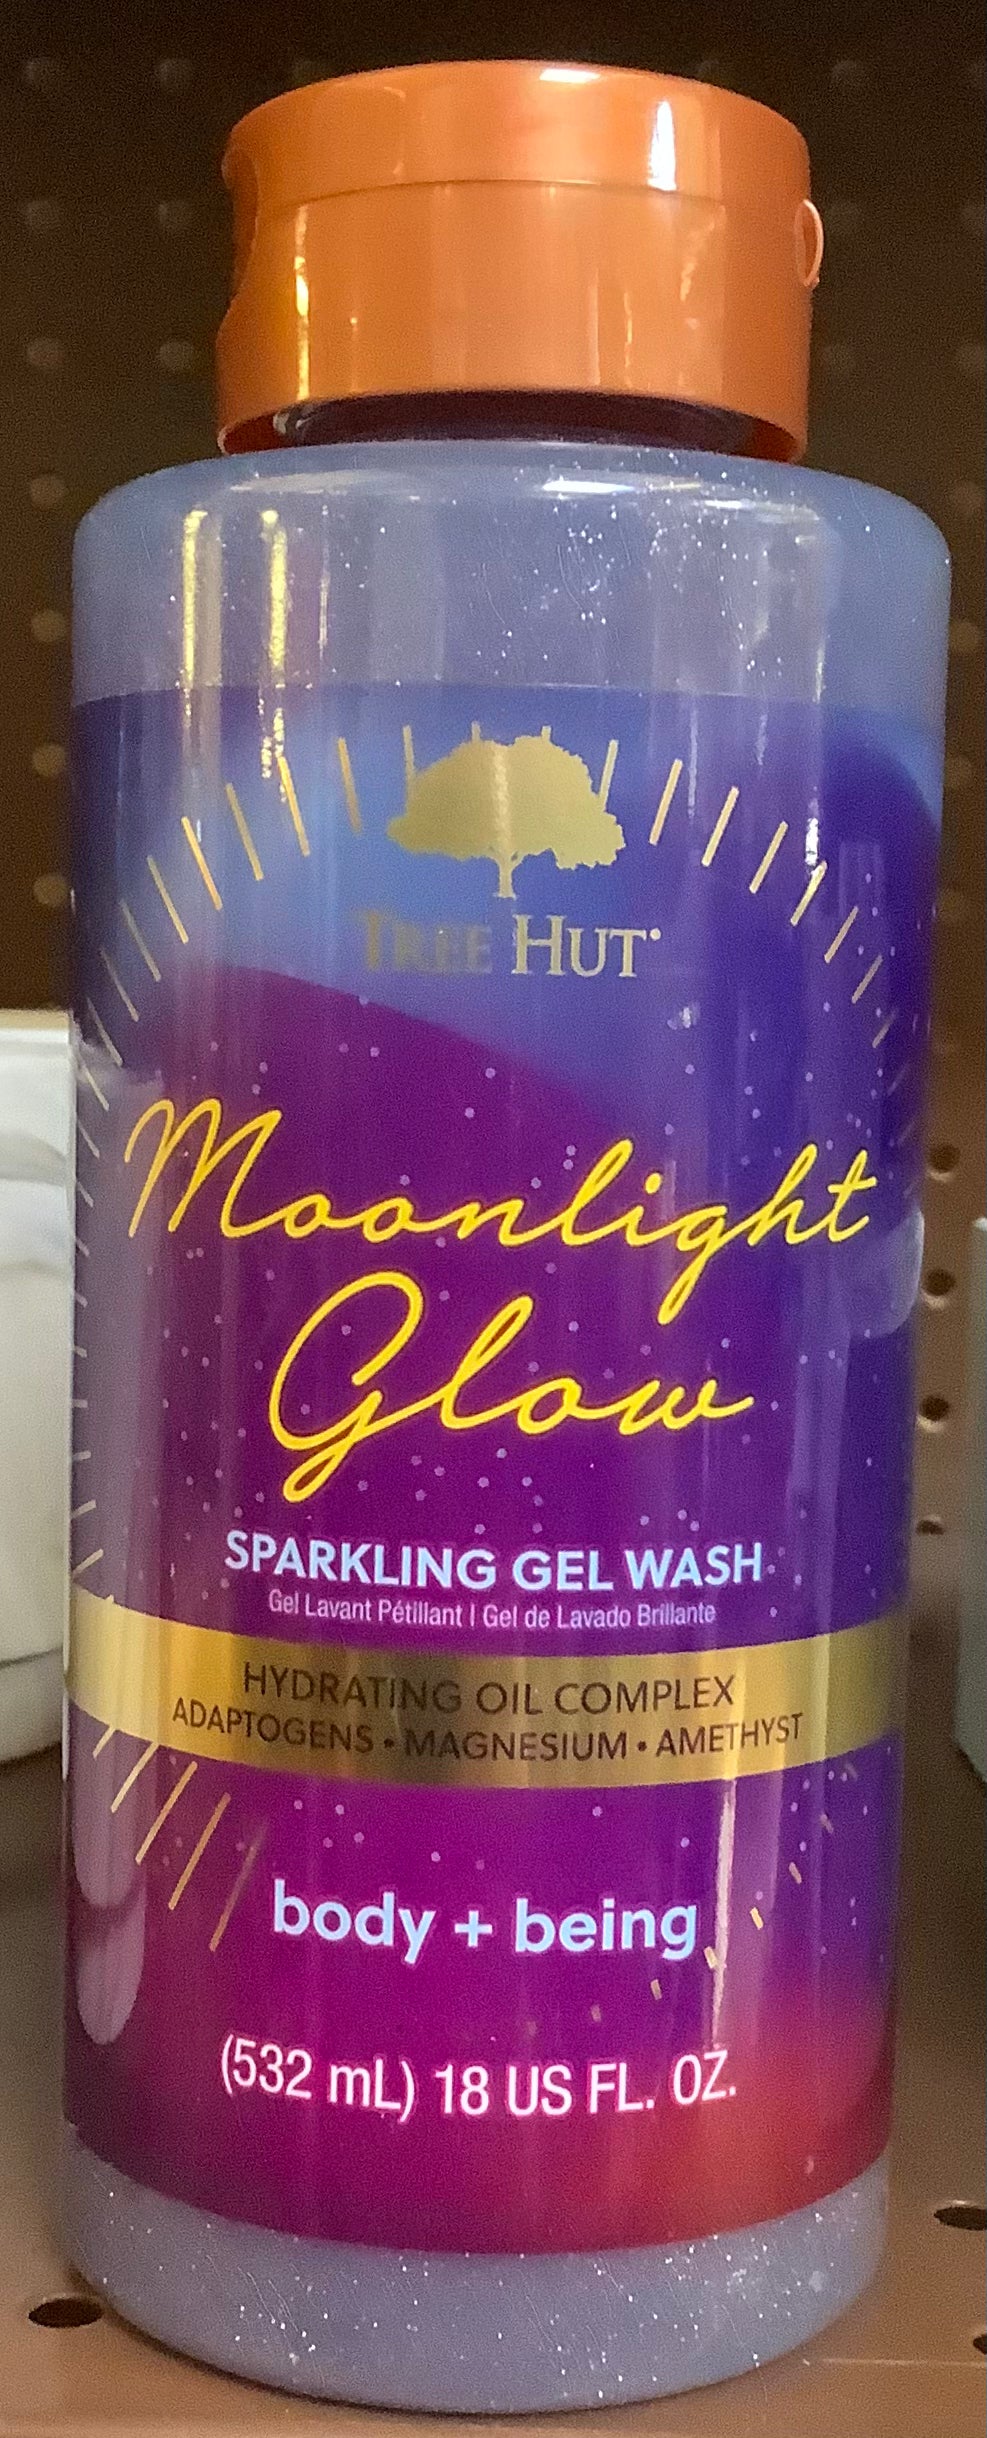 TREE HUT
Moonlight
Glow
SPARKLING GEL WASH
Gel Lavant Pétillant | Gel de Lavado Brillante
HYDRATING OIL COMPLEX
ADAPTOGENS • MAGNESIUM • AMETHYST
body + being
(532 mL) 18 US FL. OZ.